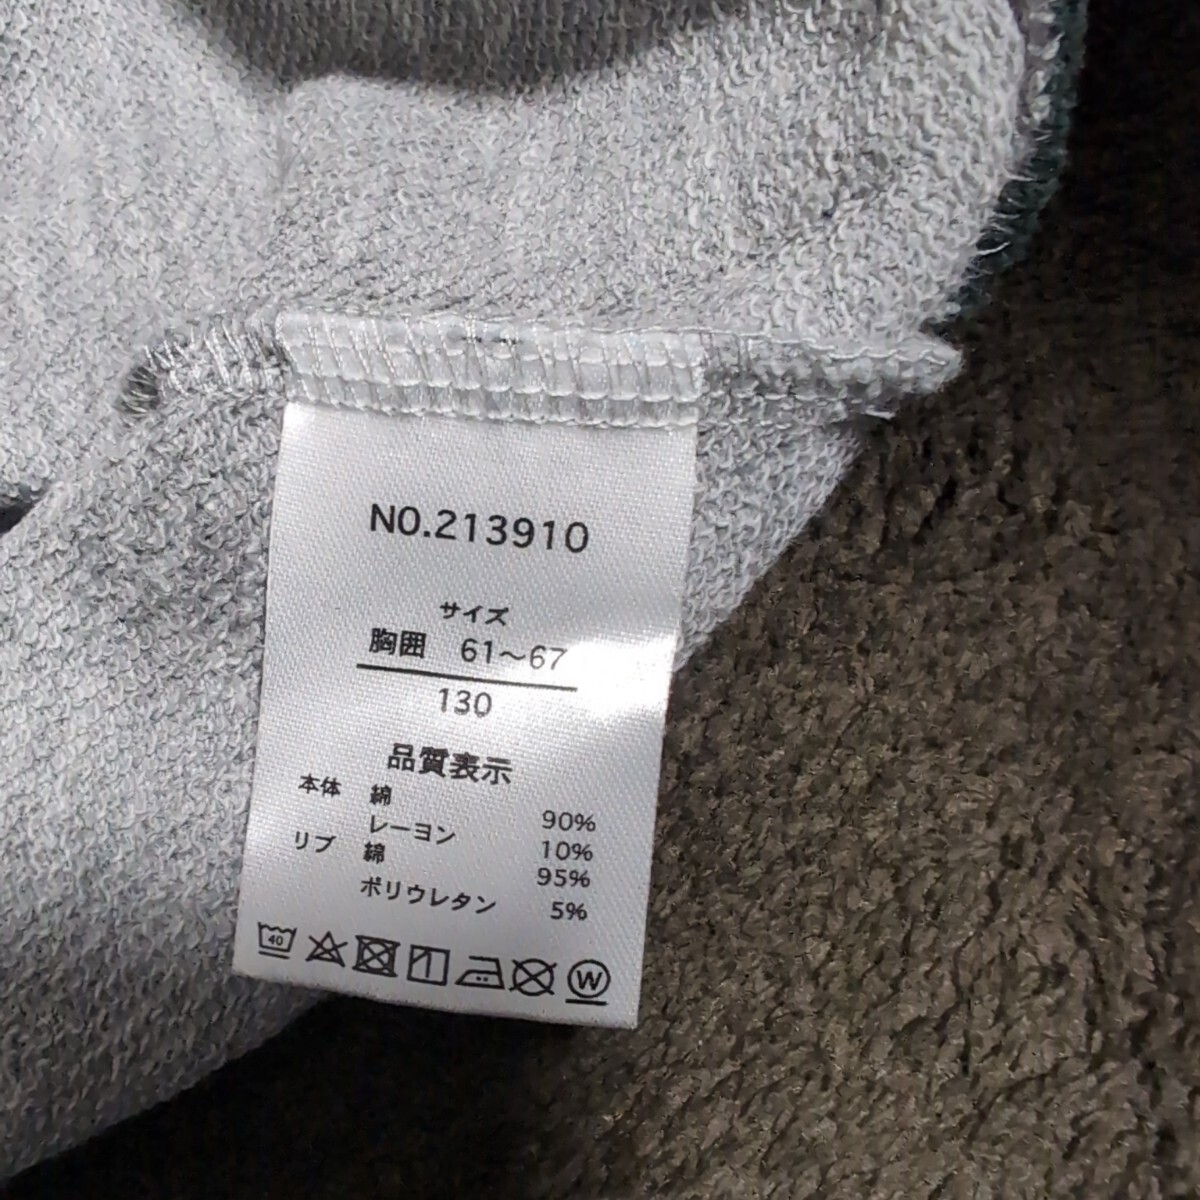 NO.213910
サイズ
胸囲 61～67
130
品質表示
本体 綿 90%
レーヨン 10%
リブ 綿 95%
ポリウレタン 5%
40
W